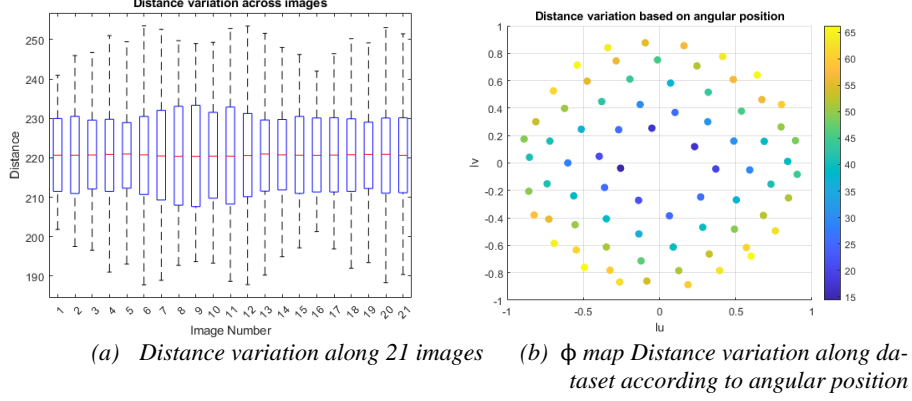 Distance variation across images
250
240
230
220
210
200
190
Distance
1 2 3 4 5 6 7 8 9 10 11 12 13 14 15 16 17 18 19 20 21
Image Number
(a) Distance variation along 21 images
Distance variation based on angular position
1
0.8
0.6
0.4
0.2
0
-0.2
-0.4
-0.6
-0.8
-1
lv
-1 -0.5 0 0.5 1
lu
65
60
55
50
45
40
35
30
25
20
15
(b) ϕ map Distance variation along da-
taset according to angular position